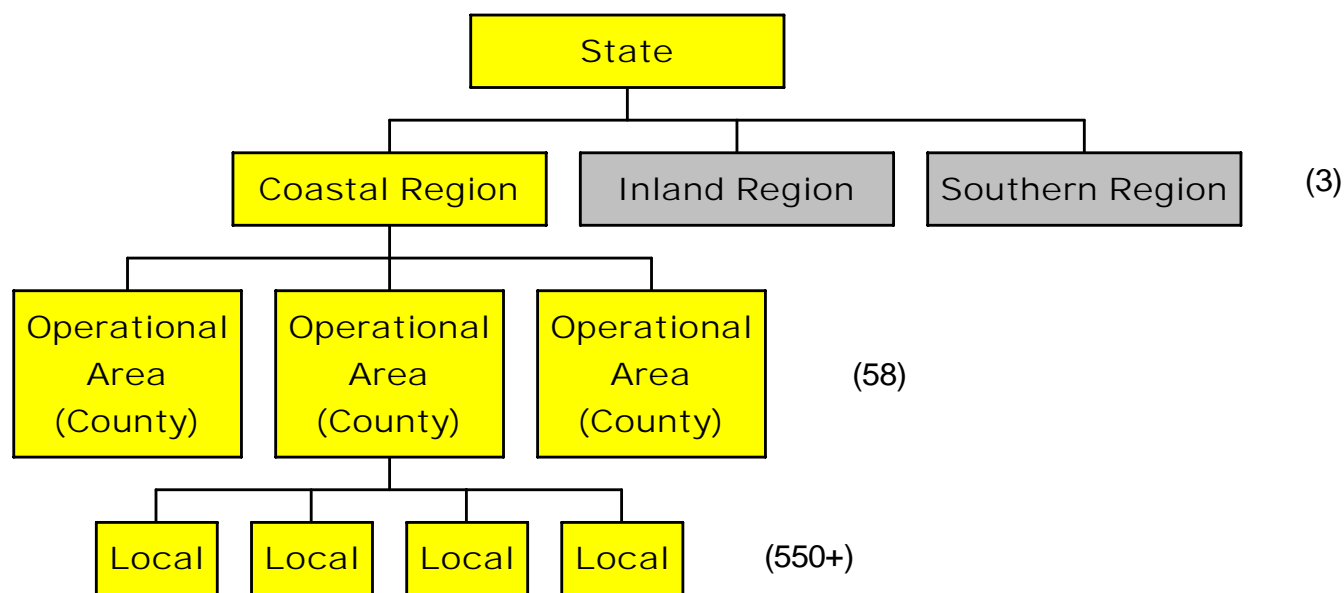 State
Coastal Region
Inland Region
Southern Region
(3)
Operational
Area
(County)
Operational
Area
(County)
Operational
Area
(County)
(58)
Local
Local
Local
Local
(550+)